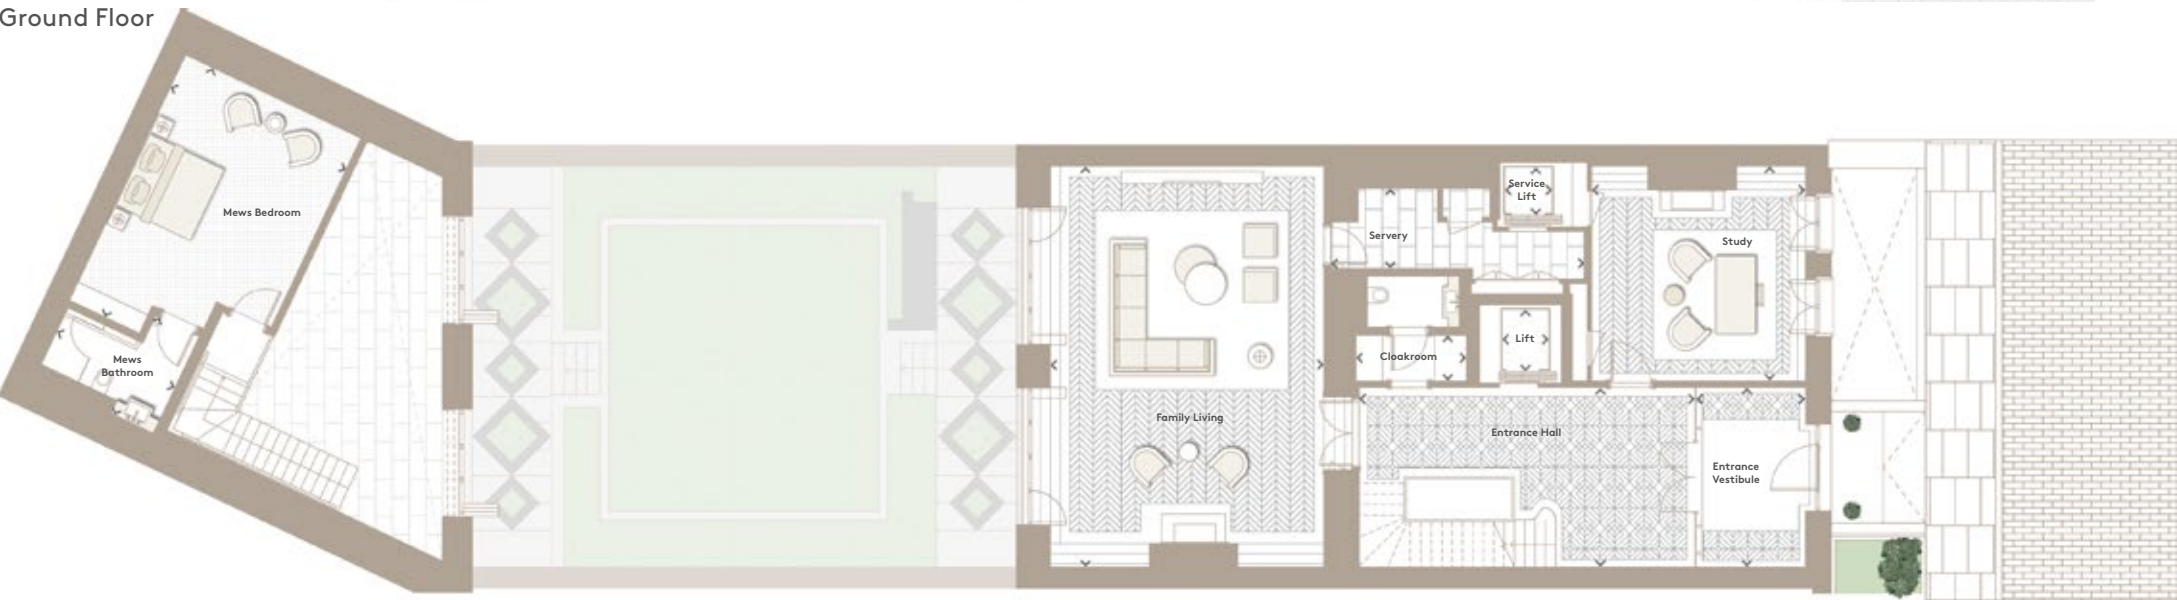 Ground Floor
Mews Bedroom
Mews
Bathroom
Family Living
Servery
Service
Lift
Cloakroom
Lift
Study
Entrance Hall
Entrance
Vestibule